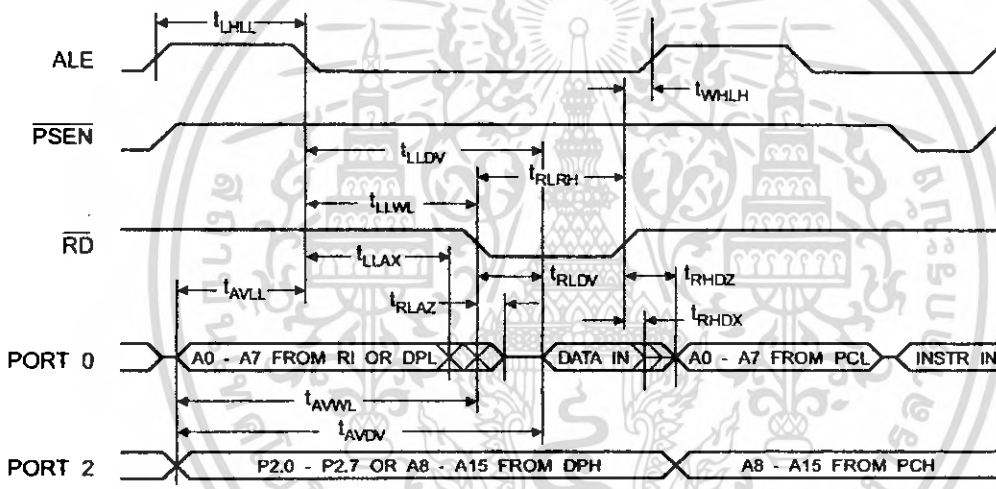 tLHLL
ALE
tWHLH
PSEN
tLLDV
tRLRH
tLLWL
RD
tLLAX
tRLDV
tRHDZ
tAVLL
tRLAZ
tRHDX
PORT 0
A0 - A7 FROM RI OR DPL
DATA IN
A0 - A7 FROM PCL
INSTR IN
tAVWL
tAVDV
PORT 2
P2.0 - P2.7 OR A8 - A15 FROM DPH
A8 - A15 FROM PCH